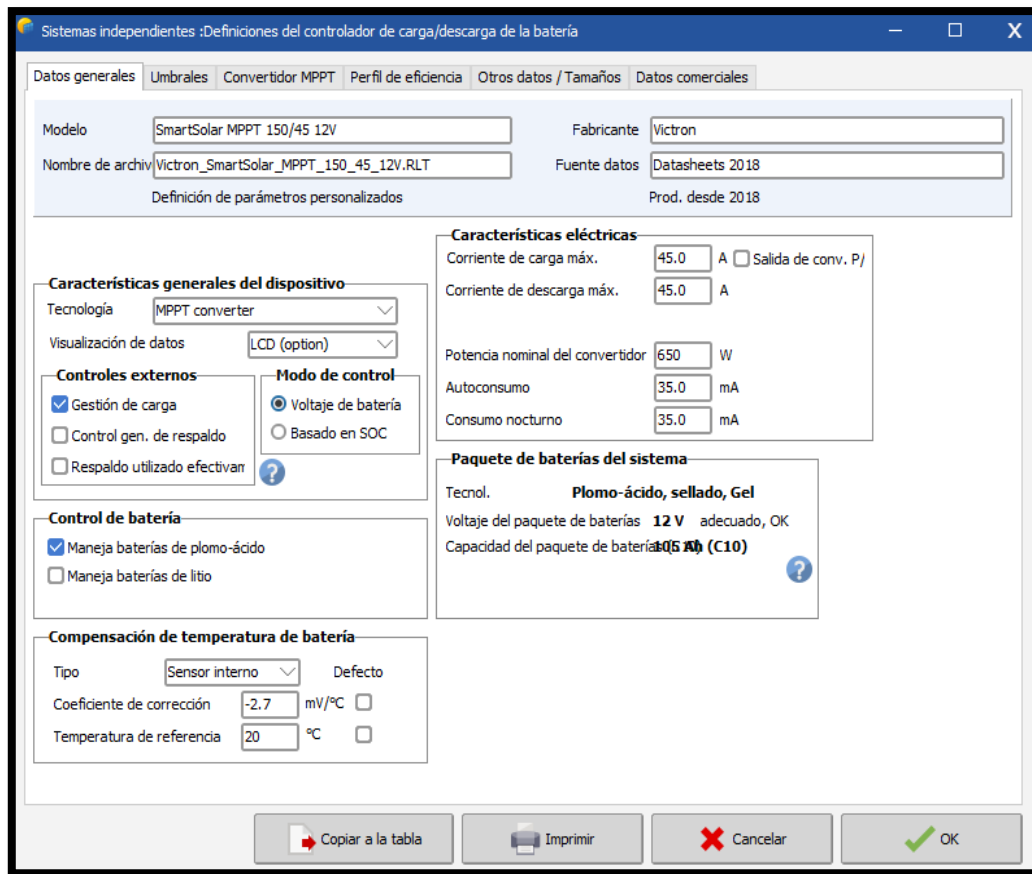 Sistemas independientes :Definiciones del controlador de carga/descarga de la batería
Datos generales Umbrales Convertidor MPPT Perfil de eficiencia Otros datos / Tamaños Datos comerciales
Modelo SmartSolar MPPT 150/45 12V Fabricante Victron
Nombre de archiv Victron_SmartSolar_MPPT_150_45_12V.RLT Fuente datos Datasheets 2018
Definición de parámetros personalizados Prod. desde 2018
Características generales del dispositivo
Tecnología MPPT converter
Visualización de datos LCD (option)
Controles externos
Gestión de carga
Control gen. de respaldo
Respaldo utilizado efectivam
Modo de control
Voltaje de batería
Basado en SOC
?
Control de batería
Maneja baterías de plomo-ácido
Maneja baterías de litio
Compensación de temperatura de batería
Tipo Sensor interno Defecto
Coeficiente de corrección -2.7 mV/ºC
Temperatura de referencia 20 ºC
Características eléctricas
Corriente de carga máx. 45.0 A Salida de conv. P/
Corriente de descarga máx. 45.0 A
Potencia nominal del convertidor 650 W
Autoconsumo 35.0 mA
Consumo nocturno 35.0 mA
Paquete de baterías del sistema
Tecnol. Plomo-ácido, sellado, Gel
Voltaje del paquete de baterías 12 V adecuado, OK
Capacidad del paquete de baterías (C10)
?
Copiar a la tabla Imprimir Cancelar OK